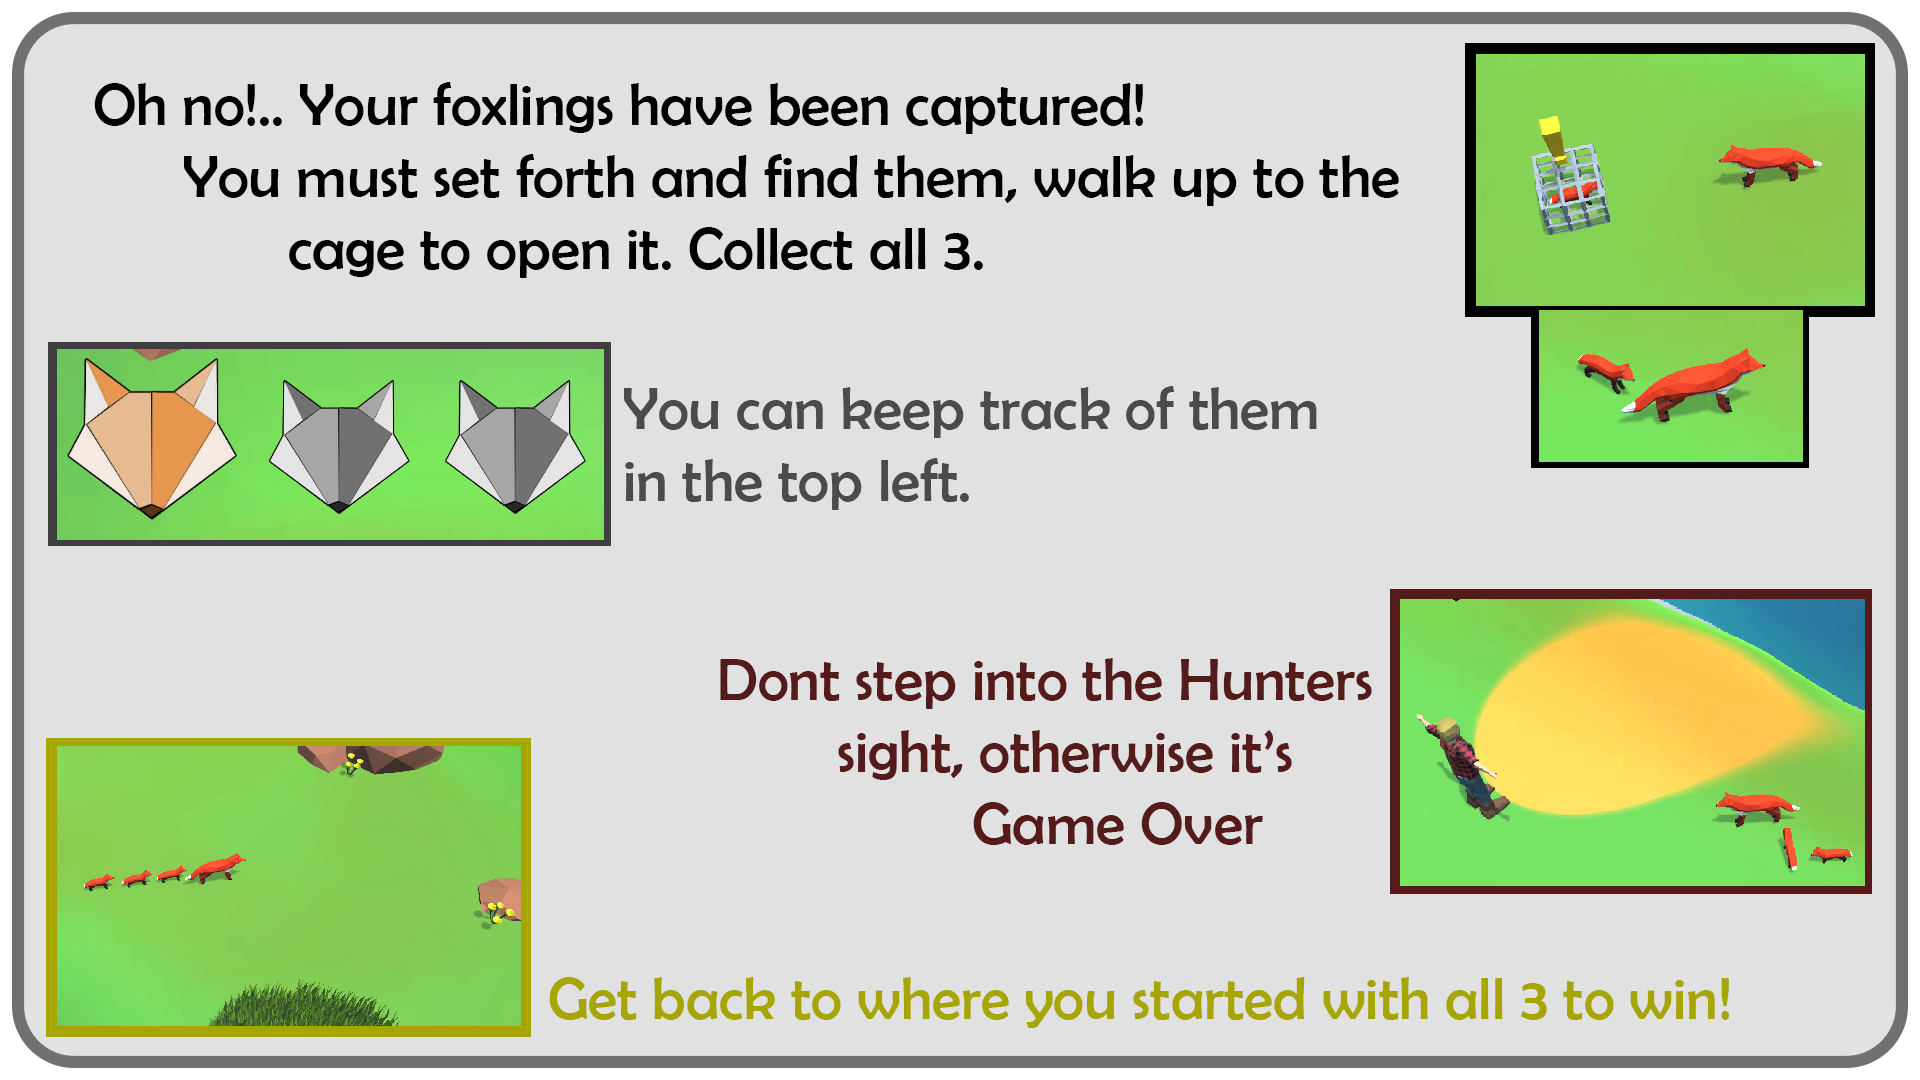 Oh no!.. Your foxlings have been captured!
You must set forth and find them, walk up to the
cage to open it. Collect all 3.
You can keep track of them
in the top left.
Dont step into the Hunters
sight, otherwise it’s
Game Over
Get back to where you started with all 3 to win!